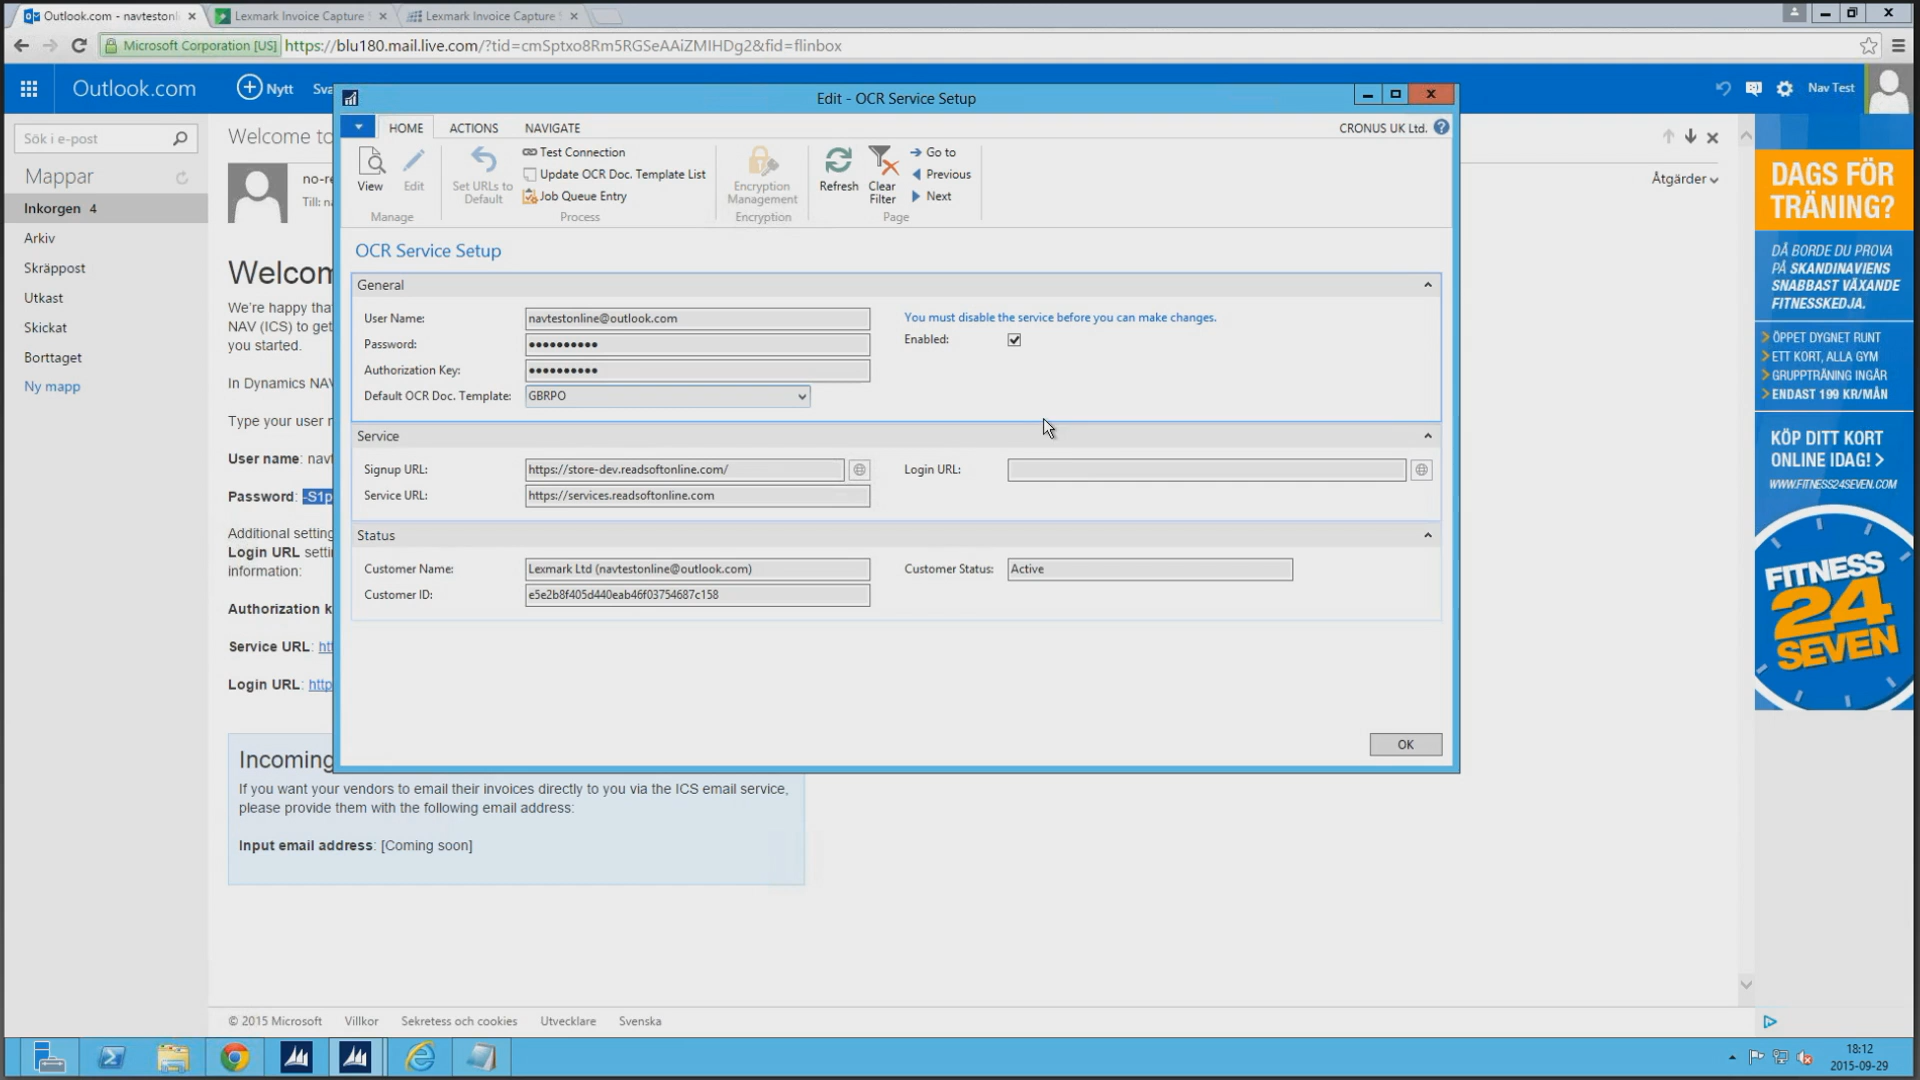 Outlook.com - navtestonl
Lexmark Invoice Capture
Lexmark Invoice Capture
Microsoft Corporation [US]
https://blu180.mail.live.com/?tid=cmSptxo8Rm5RGSeAAiZMIHDg2&fid=flinbox
Outlook.com
Nytt
Sva
Nav Test
Sök i e-post
Mappar
Inkorgen 4
Arkiv
Skräppost
Utkast
Skickat
Borttaget
Ny mapp
Welcome to
no-re
Till: na
Åtgärder
Welcom
We're happy tha
NAV (ICS) to get
you started.
In Dynamics NAV
Type your user r
User name: navt
Password: -S1p
Additional setting
Login URL setti
information:
Authorization k
Service URL: htt
Login URL: http
Incoming
If you want your vendors to email their invoices directly to you via the ICS email service,
please provide them with the following email address:
Input email address: [Coming soon]
© 2015 Microsoft
Villkor
Sekretess och cookies
Utvecklare
Svenska
Edit - OCR Service Setup
HOME
ACTIONS
NAVIGATE
CRONUS UK Ltd.
View
Edit
Manage
Set URLs to
Default
Test Connection
Update OCR Doc. Template List
Job Queue Entry
Process
Encryption
Management
Encryption
Refresh
Clear
Filter
Go to
Previous
Next
Page
OCR Service Setup
General
User Name:
navtestonline@outlook.com
Password:
••••••••••
Authorization Key:
••••••••••
Default OCR Doc. Template:
GBRPO
You must disable the service before you can make changes.
Enabled:
Service
Signup URL:
https://store-dev.readsoftonline.com/
Service URL:
https://services.readsoftonline.com
Login URL:
Status
Customer Name:
Lexmark Ltd (navtestonline@outlook.com)
Customer ID:
e5e2b8f405d440eab46f03754687c158
Customer Status:
Active
OK
DAGS FÖR
TRÄNING?
DÅ BORDE DU PROVA
PÅ SKANDINAVIENS
SNABBAST VÄXANDE
FITNESSKEDJA.
ÖPPET DYGNET RUNT
ETT KORT, ALLA GYM
GRUPPTRÄNING INGÅR
ENDAST 199 KR/MÅN
KÖP DITT KORT
ONLINE IDAG!
WWW.FITNESS24SEVEN.COM
FITNESS
24
SEVEN
18:12
2015-09-29